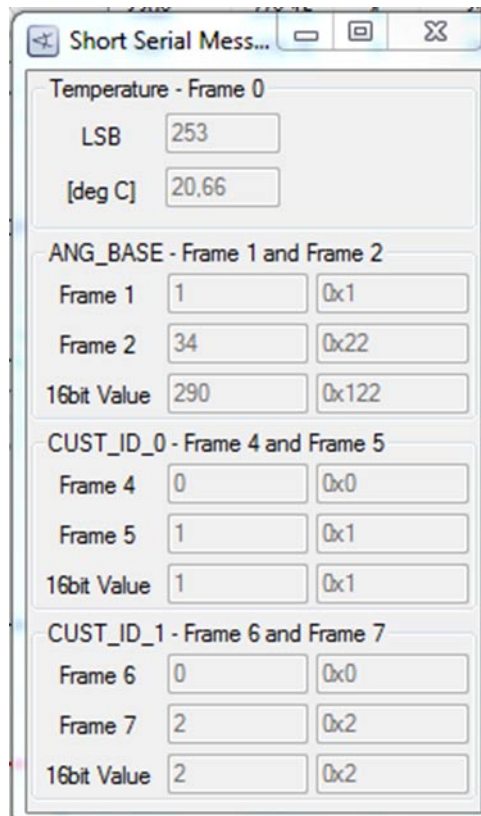 Short Serial Mess...
Temperature - Frame 0
LSB 253
[deg C] 20,66
ANG_BASE - Frame 1 and Frame 2
Frame 1 1 0x1
Frame 2 34 0x22
16bit Value 290 0x122
CUST_ID_0 - Frame 4 and Frame 5
Frame 4 0 0x0
Frame 5 1 0x1
16bit Value 1 0x1
CUST_ID_1 - Frame 6 and Frame 7
Frame 6 0 0x0
Frame 7 2 0x2
16bit Value 2 0x2